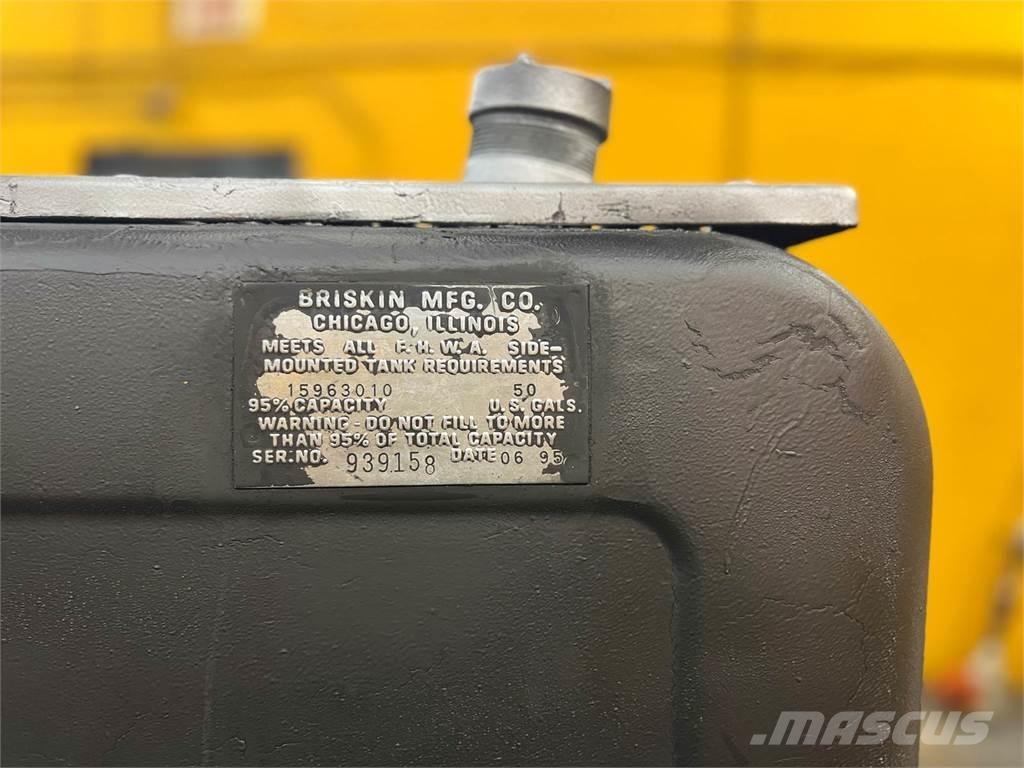 BRISKIN MFG. CO.
CHICAGO, ILLINOIS
MEETS ALL F.H.W.A. SIDE-
MOUNTED TANK REQUIREMENTS
15963010 50
95% CAPACITY U.S. GALS.
WARNING - DO NOT FILL TO MORE
THAN 95% OF TOTAL CAPACITY
SER.NO. 939158 DATE 06 95
MASCUS